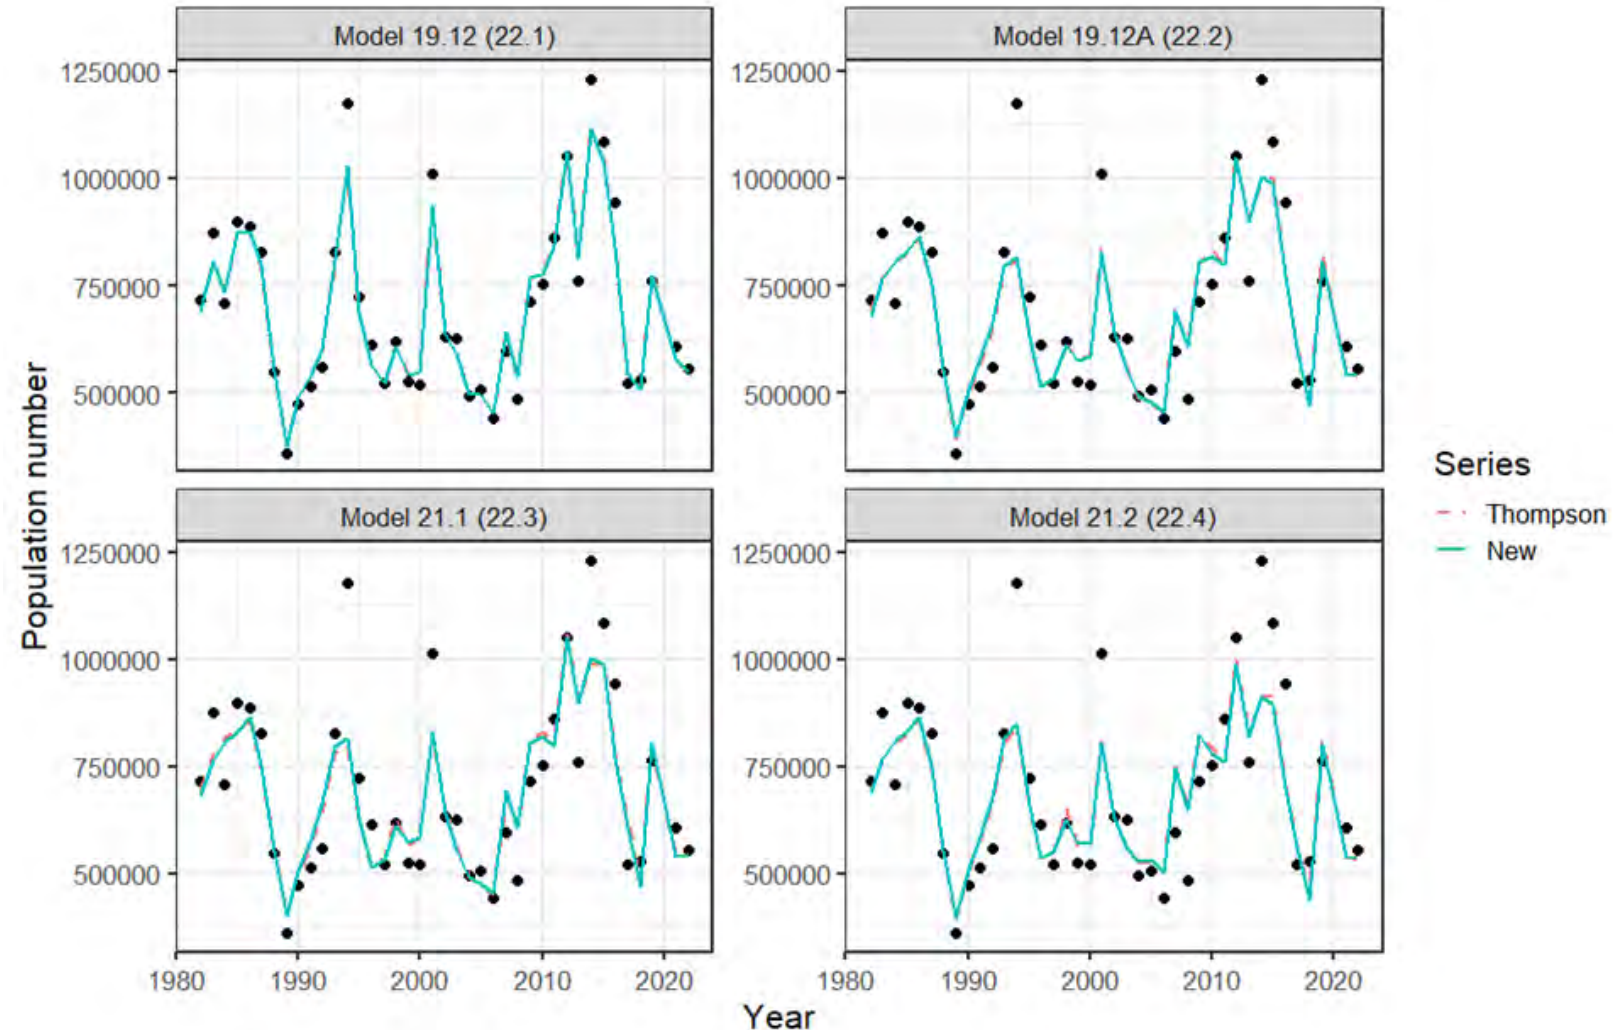 Model 19.12 (22.1)
Model 19.12A (22.2)
1250000
1000000
750000
500000
1250000
1000000
750000
500000
Population number
Model 21.1 (22.3)
Model 21.2 (22.4)
1250000
1000000
750000
500000
1250000
1000000
750000
500000
1980 1990 2000 2010 2020
1980 1990 2000 2010 2020
Year
Series
Thompson
New